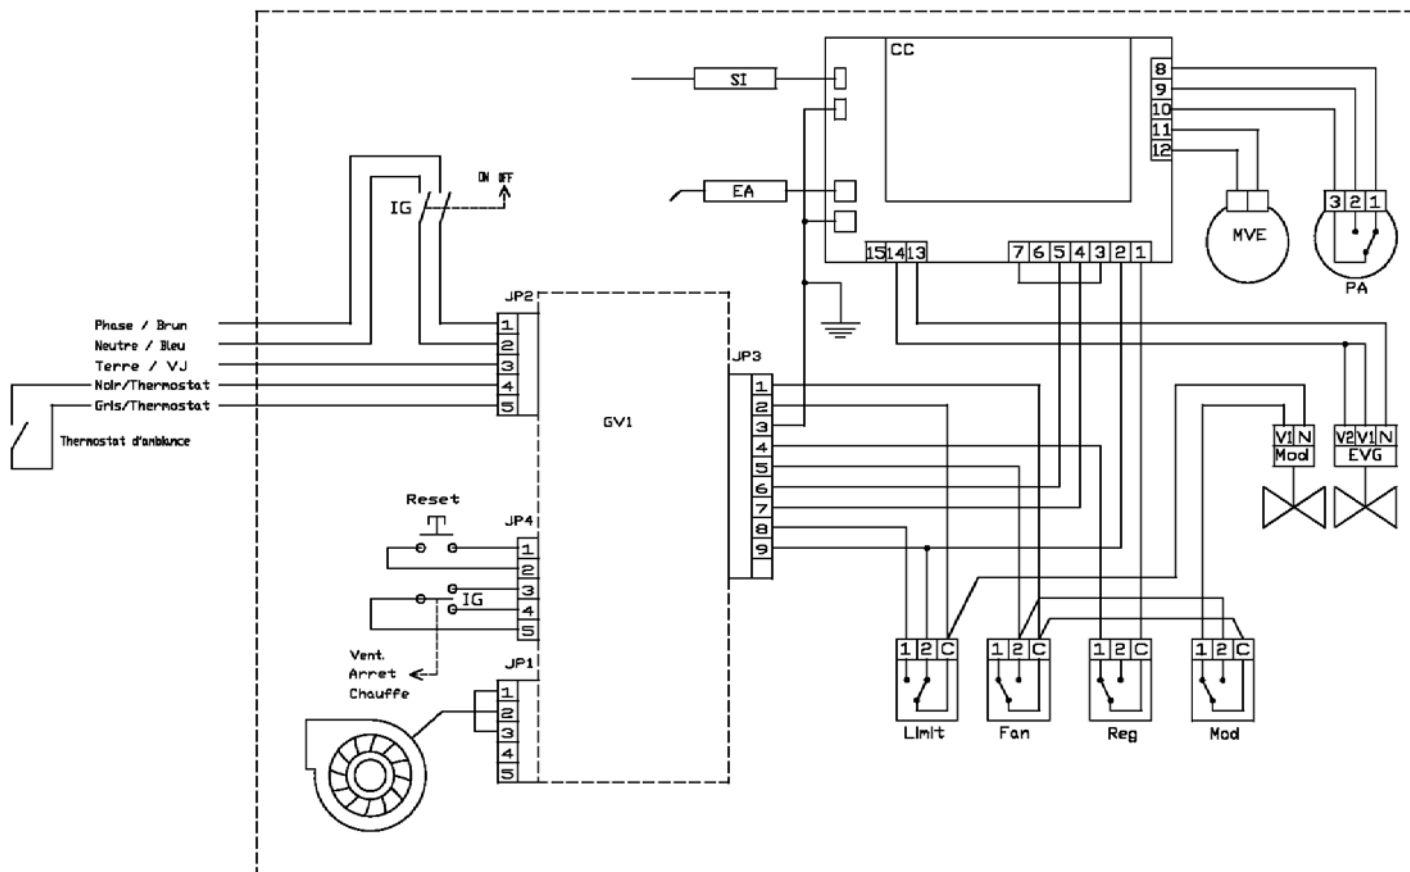 CC
SI
8
9
10
11
12
EA
ON OFF
IG
3 2 1
MVE
PA
15 14 13
7 6 5 4 3 2 1
JP2
Phase / Brun
Neutre / Bleu
Terre / VJ
Noir/Thermostat
Gris/Thermostat
Thermostat d'ambiance
1
2
3
4
5
GV1
JP3
1
2
3
4
5
6
7
8
9
V1 N
Mod
V2 V1 N
EVG
Reset
JP4
1
2
3
4
5
IG
Vent.
Arret
Chauffe
JP1
1
2
3
4
5
1 2 C
Limit
1 2 C
Fan
1 2 C
Reg
1 2 C
Mod